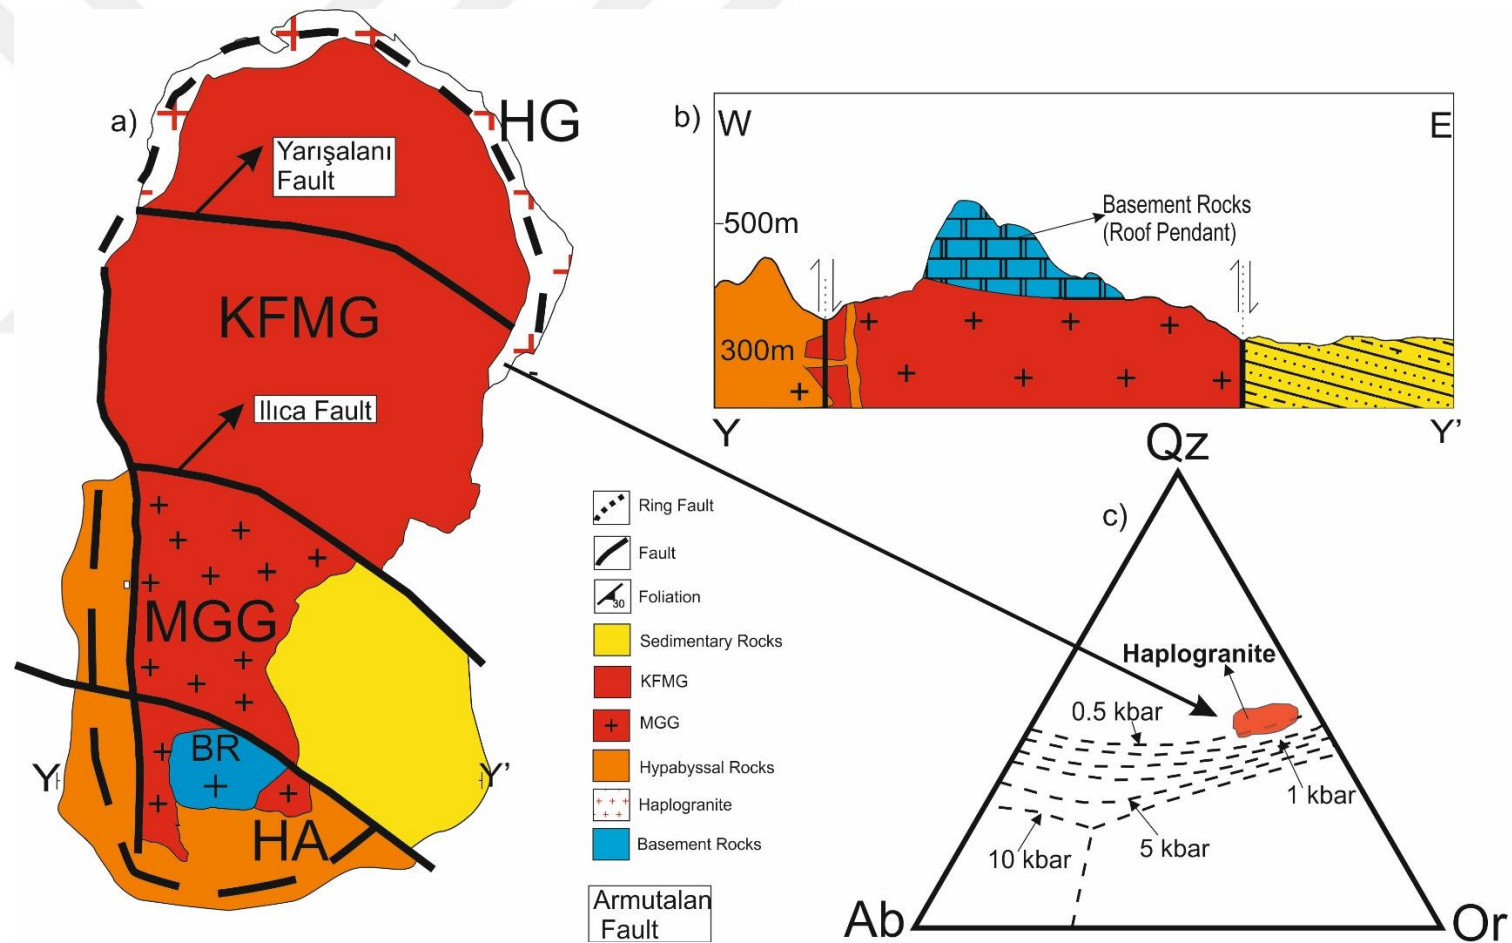 a)
HG
Yarışalanı
Fault
KFMG
Ilıca Fault
MGG
BR
Y
Y'
HA
b)
W
E
500m
300m
Basement Rocks
(Roof Pendant)
Y
Y'
Ring Fault
Fault
30
Foliation
Sedimentary Rocks
KFMG
MGG
Hypabyssal Rocks
Haplogranite
Basement Rocks
Armutalan
Fault
c)
Qz
Haplogranite
0.5 kbar
1 kbar
5 kbar
10 kbar
Ab
Or